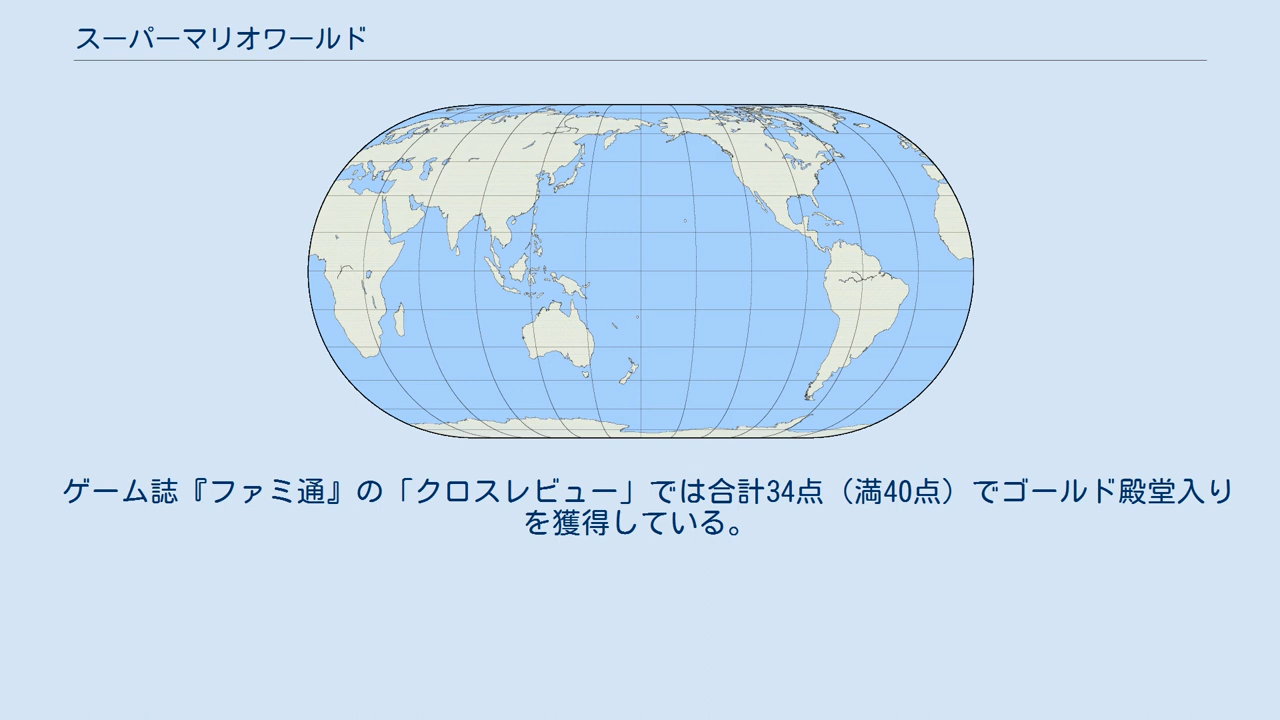 スーパーマリオワールド
ゲーム誌『ファミ通』の「クロスレビュー」では合計34点（満40点）でゴールド殿堂入り
を獲得している。